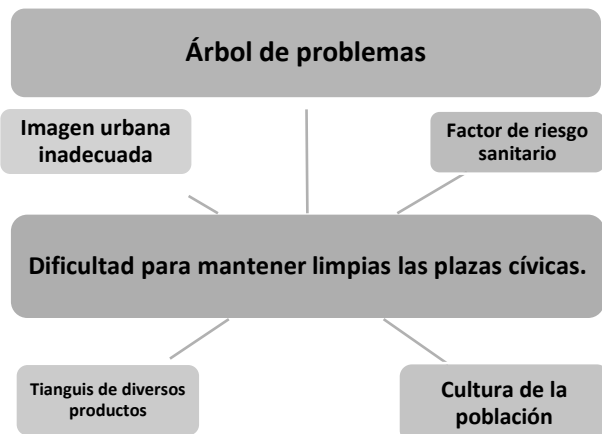 Árbol de problemas
Imagen urbana
inadecuada
Factor de riesgo
sanitario
Dificultad para mantener limpias las plazas cívicas.
Tianguis de diversos
productos
Cultura de la
población